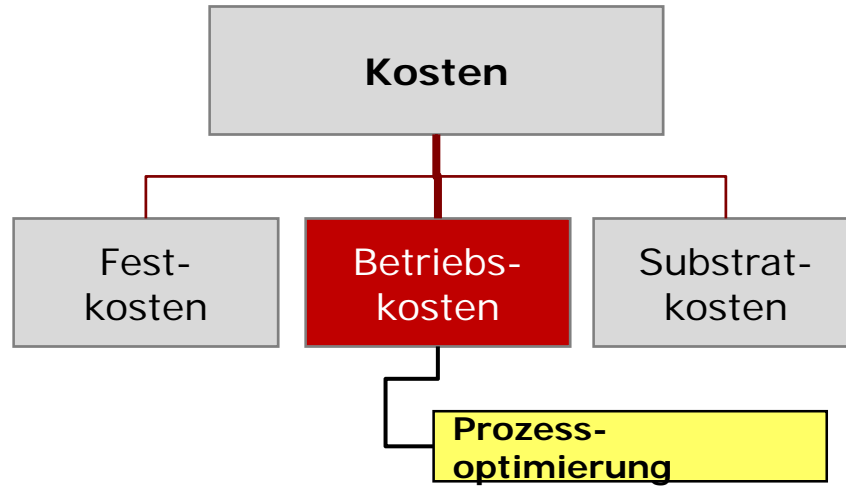 Kosten
Fest-
kosten
Betriebs-
kosten
Substrat-
kosten
Prozess-
optimierung